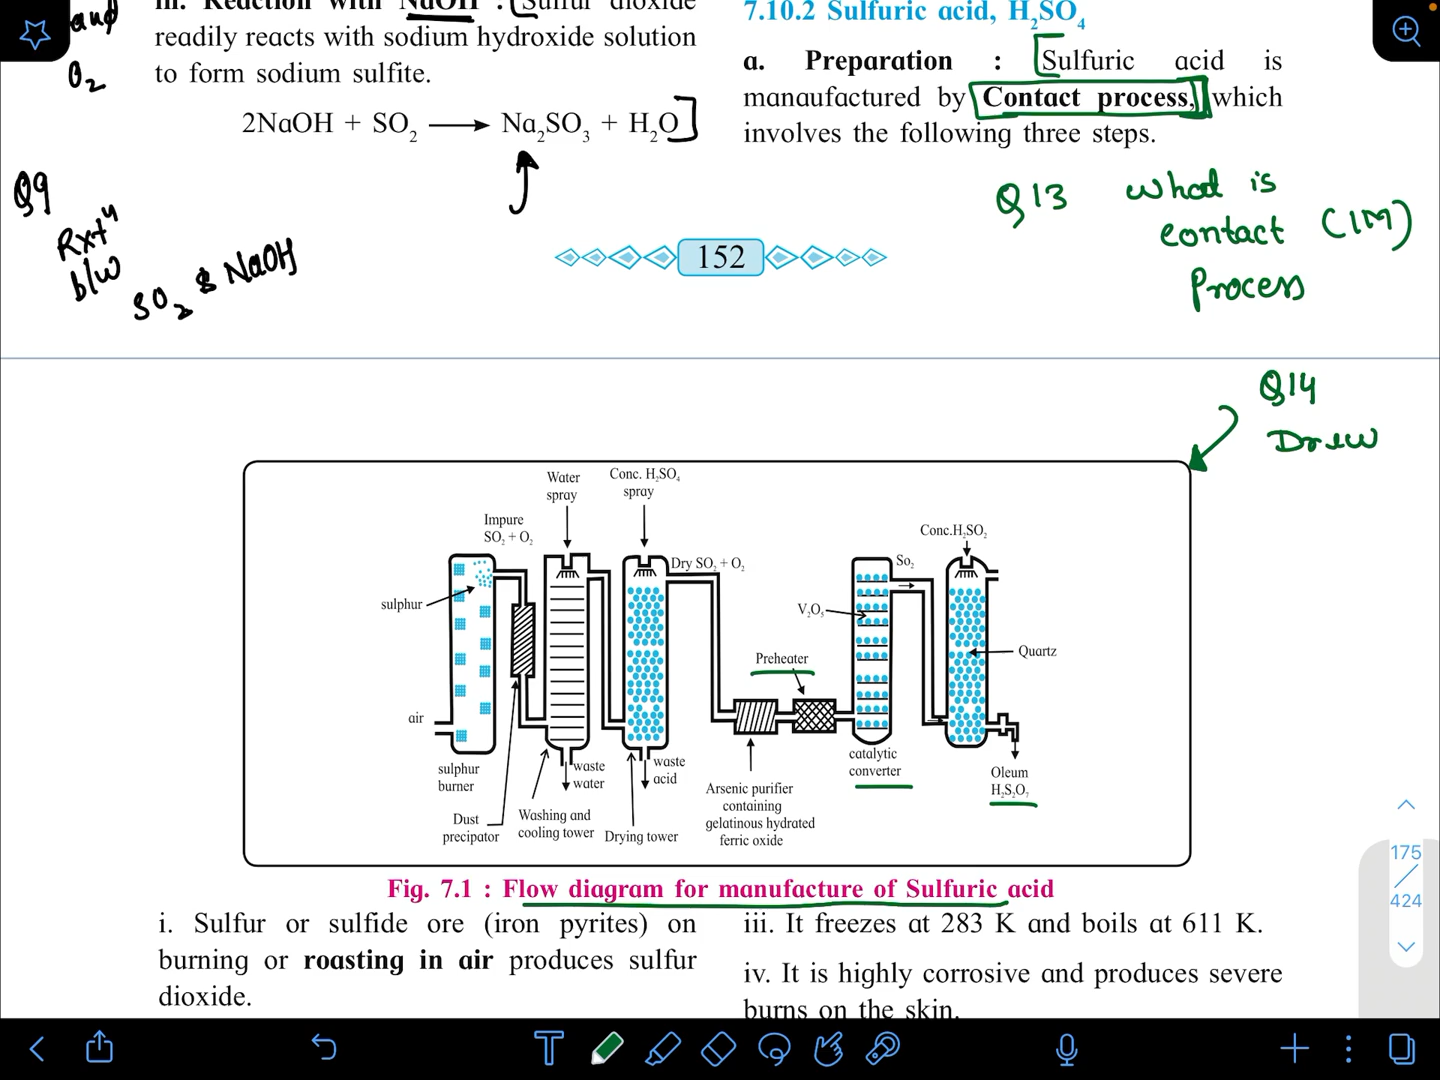 and
O₂
iii. Reaction with NaOH : [Sulfur dioxide
readily reacts with sodium hydroxide solution
to form sodium sulfite.
2NaOH + SO₂ ⟶ Na₂SO₃ + H₂O]
Q9
Rxtⁿ
b/w
SO₂ & NaOH
7.10.2 Sulfuric acid, H₂SO₄
a. Preparation : [Sulfuric acid is
manaufactured by Contact process,] which
involves the following three steps.
Q13 What is
contact (1M)
Process
152
Q14
Draw
Water
spray
Conc. H₂SO₄
spray
Impure
SO₂ + O₂
Dry SO₂ + O₂
So₂
Conc.H₂SO₂
sulphur
V₂O₅
Quartz
Preheater
air
sulphur
burner
waste
water
waste
acid
catalytic
converter
Oleum
H₂S₂O₇
Dust
precipator
Washing and
cooling tower
Drying tower
Arsenic purifier
containing
gelatinous hydrated
ferric oxide
Fig. 7.1 : Flow diagram for manufacture of Sulfuric acid
i. Sulfur or sulfide ore (iron pyrites) on
burning or roasting in air produces sulfur
dioxide.
iii. It freezes at 283 K and boils at 611 K.
iv. It is highly corrosive and produces severe
burns on the skin.
175
/
424
T